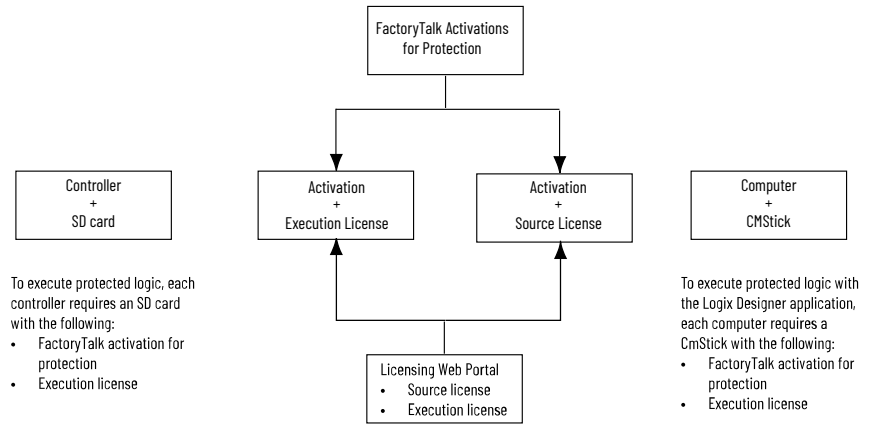 FactoryTalk Activations
for Protection
Controller
+
SD card
Activation
+
Execution License
Activation
+
Source License
Computer
+
CMStick
To execute protected logic, each
controller requires an SD card
with the following:
• FactoryTalk activation for
protection
• Execution license
Licensing Web Portal
• Source license
• Execution license
To execute protected logic with
the Logix Designer application,
each computer requires a
CmStick with the following:
• FactoryTalk activation for
protection
• Execution license